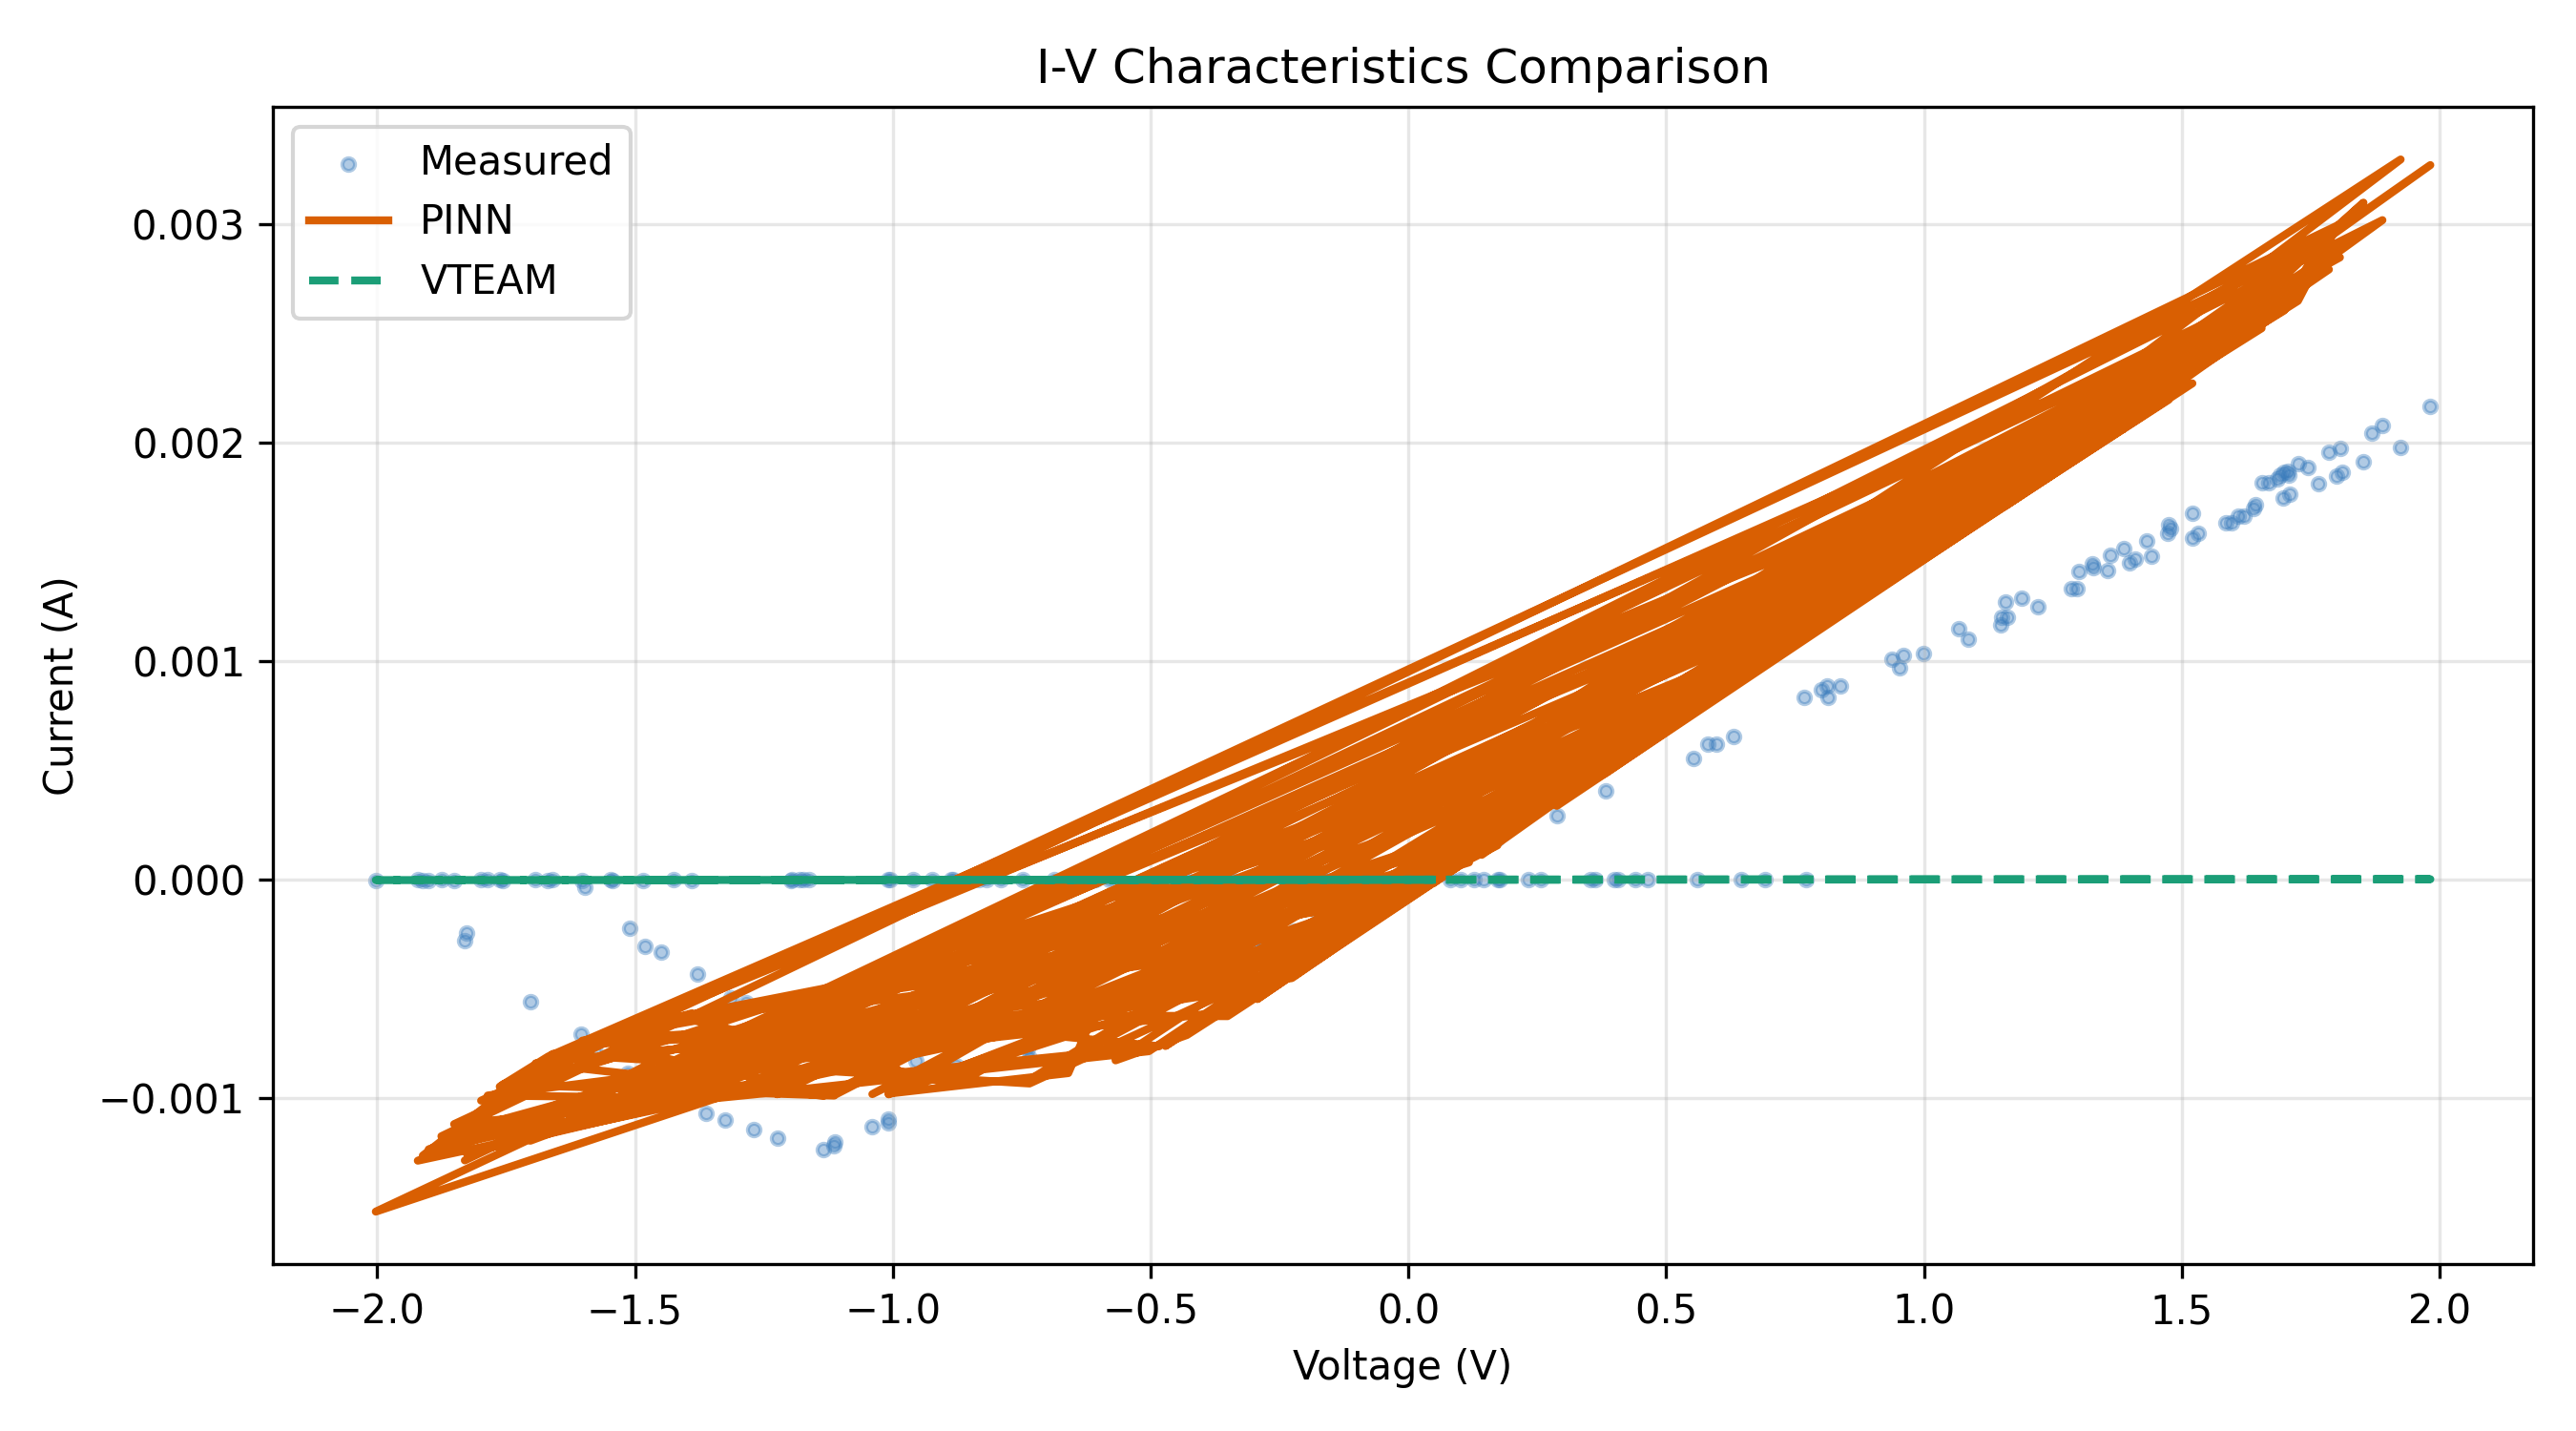 I-V Characteristics Comparison
Measured
PINN
VTEAM
0.003
0.002
0.001
0.000
−0.001
Current (A)
−2.0
−1.5
−1.0
−0.5
0.0
0.5
1.0
1.5
2.0
Voltage (V)